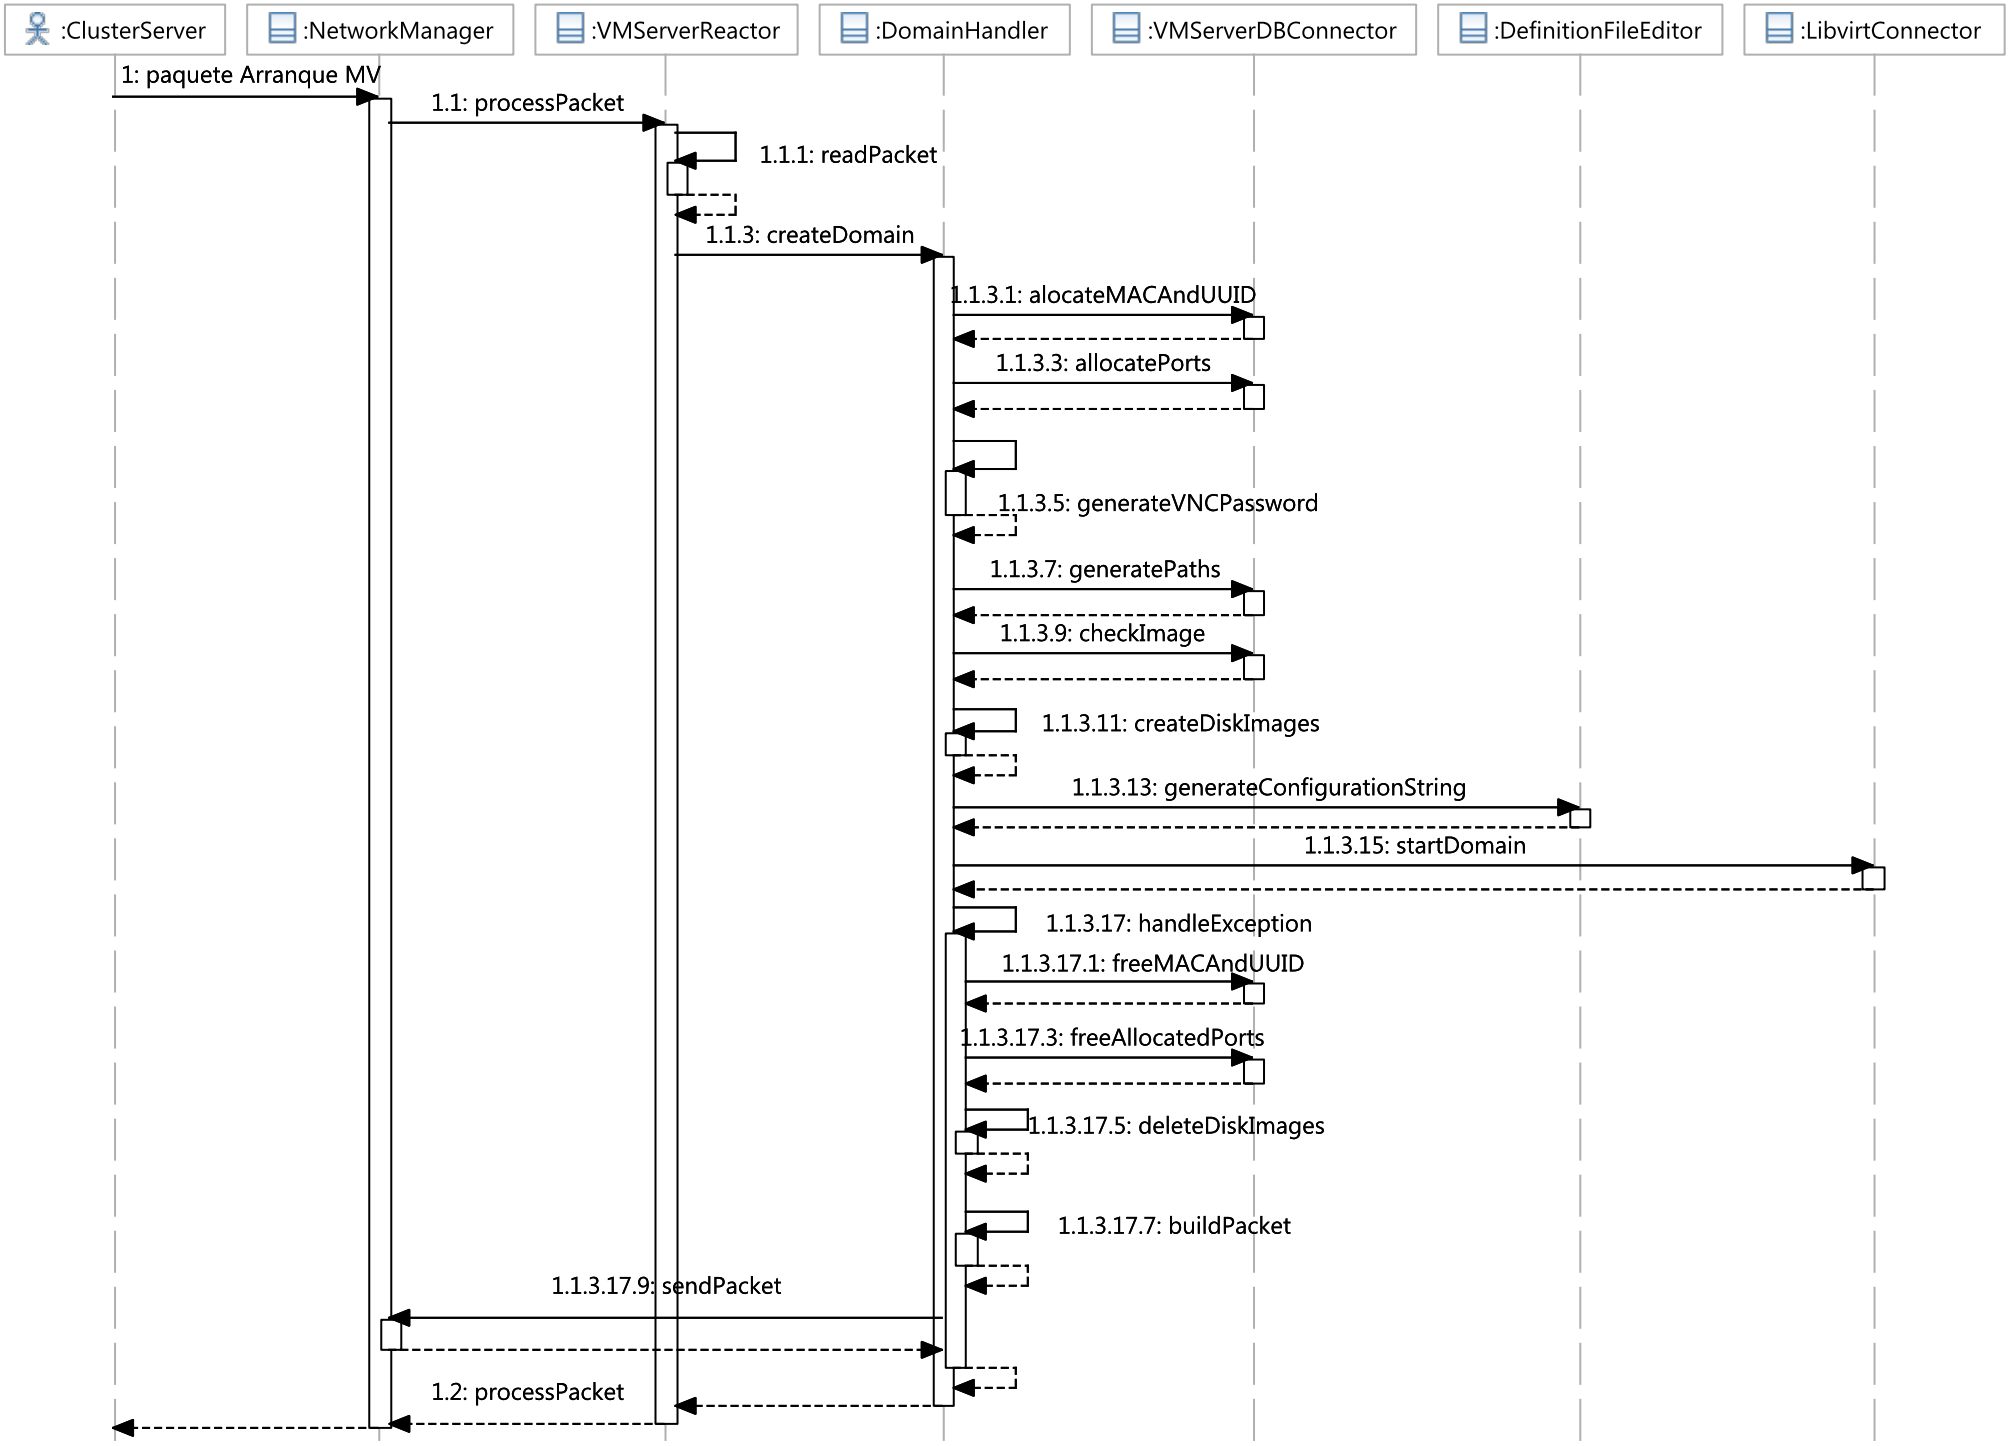 :ClusterServer
:NetworkManager
:VMServerReactor
:DomainHandler
:VMServerDBConnector
:DefinitionFileEditor
:LibvirtConnector
1: paquete Arranque MV
1.1: processPacket
1.1.1: readPacket
1.1.3: createDomain
1.1.3.1: alocateMACAndUUID
1.1.3.3: allocatePorts
1.1.3.5: generateVNCPassword
1.1.3.7: generatePaths
1.1.3.9: checkImage
1.1.3.11: createDiskImages
1.1.3.13: generateConfigurationString
1.1.3.15: startDomain
1.1.3.17: handleException
1.1.3.17.1: freeMACAndUUID
1.1.3.17.3: freeAllocatedPorts
1.1.3.17.5: deleteDiskImages
1.1.3.17.7: buildPacket
1.1.3.17.9: sendPacket
1.2: processPacket